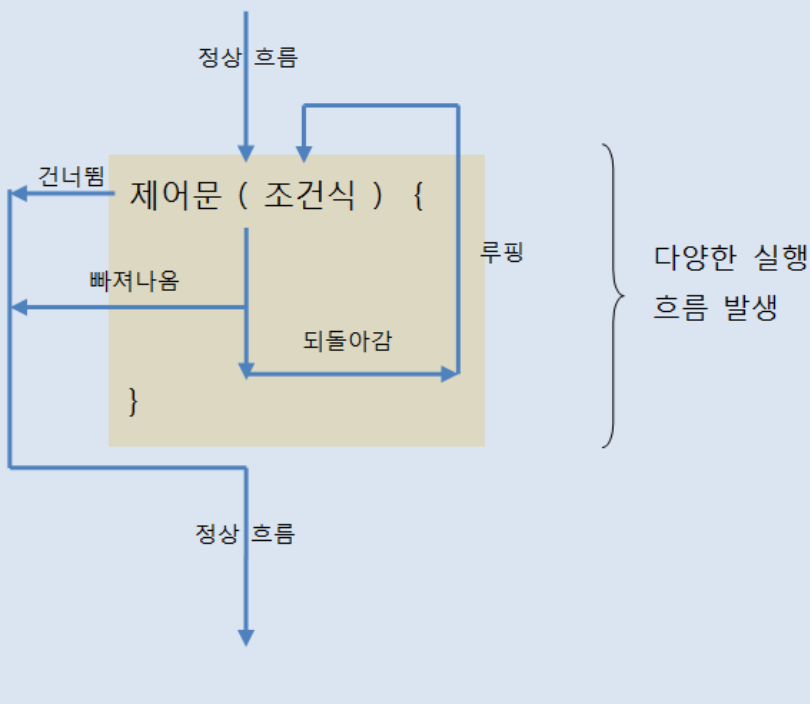 정상 흐름
건너뜀
제어문 ( 조건식 ) {
루핑
다양한 실행
흐름 발생
빠져나옴
되돌아감
}
정상 흐름